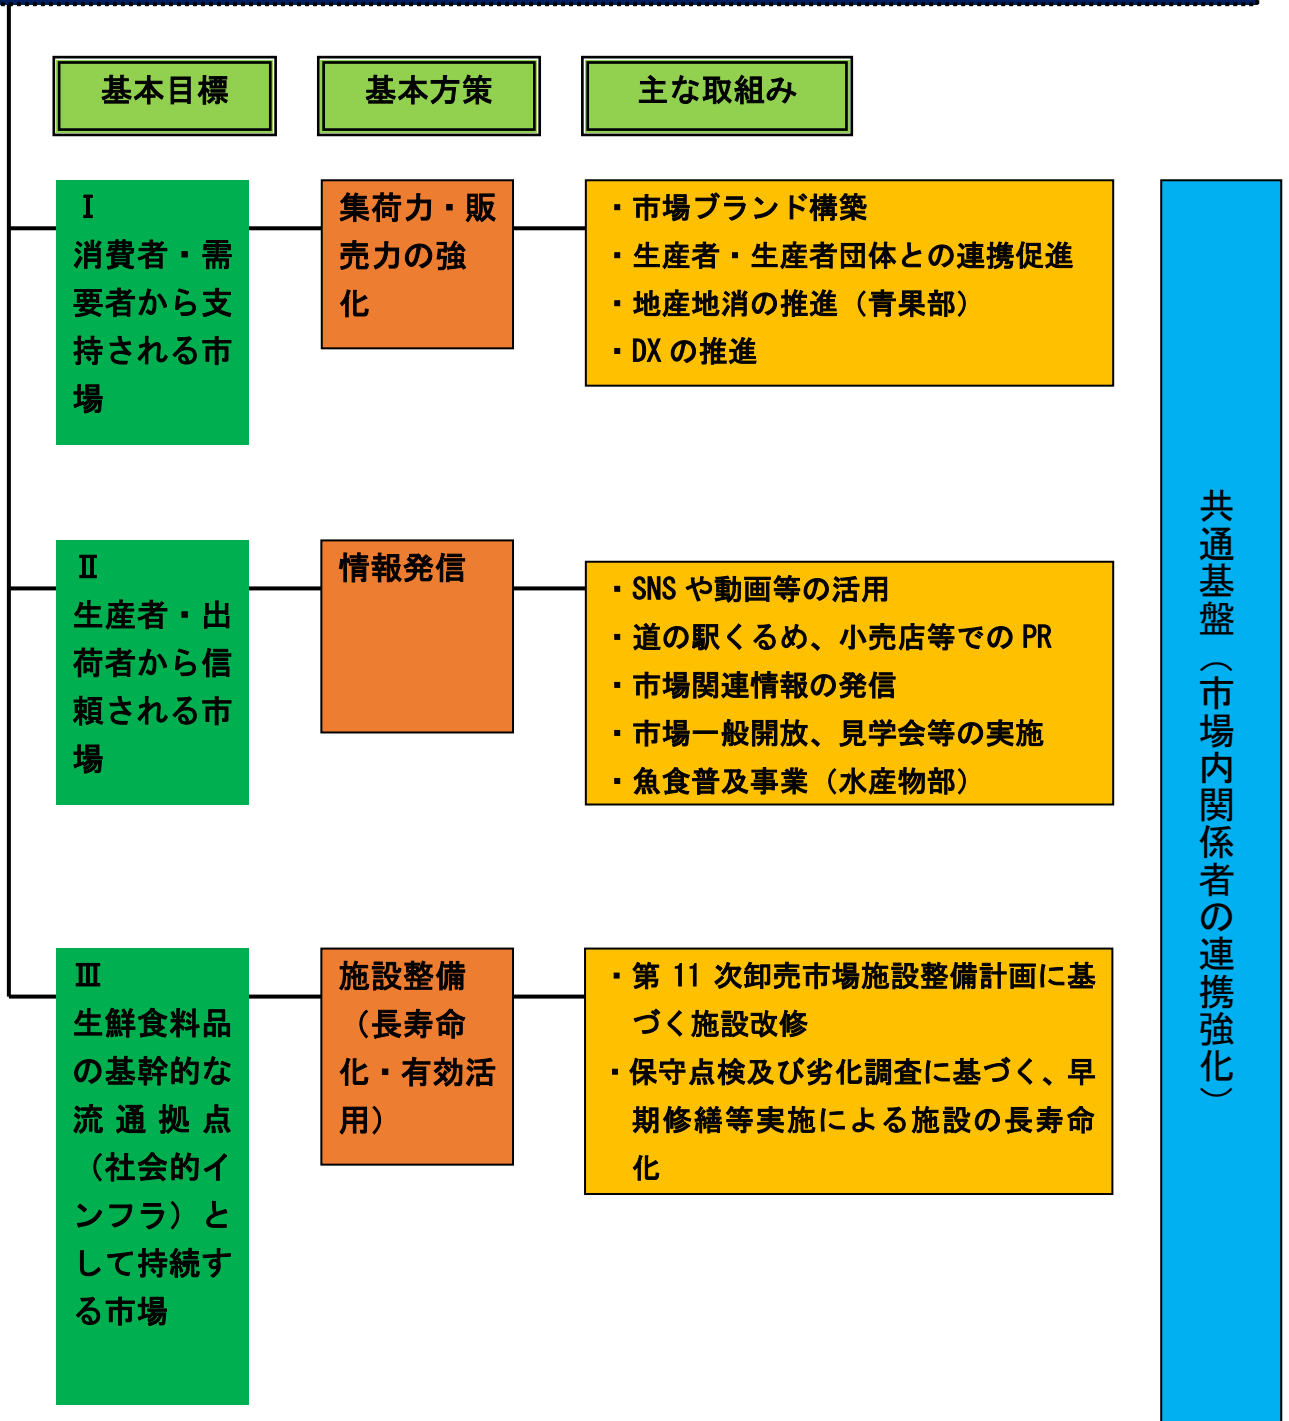 基本目標
基本方策
主な取組み
Ⅰ
消費者・需
要者から支
持される市
場
集荷力・販
売力の強
化
・市場ブランド構築
・生産者・生産者団体との連携促進
・地産地消の推進（青果部）
・DXの推進
Ⅱ
生産者・出
荷者から信
頼される市
場
情報発信
・SNSや動画等の活用
・道の駅くるめ、小売店等でのPR
・市場関連情報の発信
・市場一般開放、見学会等の実施
・魚食普及事業（水産物部）
Ⅲ
生鮮食料品
の基幹的な
流通拠点
（社会的イ
ンフラ）と
して持続す
る市場
施設整備
（長寿命
化・有効活
用）
・第11次卸売市場施設整備計画に基
づく施設改修
・保守点検及び劣化調査に基づく、早
期修繕等実施による施設の長寿命
化
共通基盤（市場内関係者の連携強化）